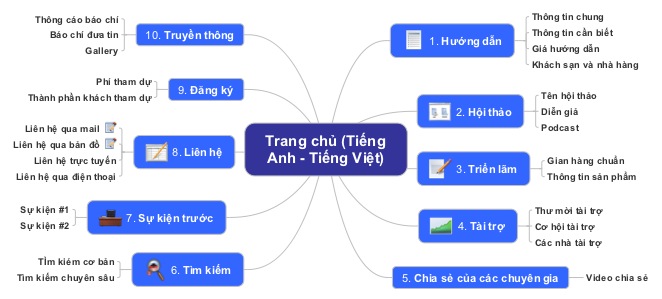 Trang chủ (Tiếng
Anh - Tiếng Việt)
1. Hướng dẫn
Thông tin chung
Thông tin cần biết
Giá hướng dẫn
Khách sạn và nhà hàng
2. Hội thảo
Tên hội thảo
Diễn giả
Podcast
3. Triển lãm
Gian hàng chuẩn
Thông tin sản phẩm
4. Tài trợ
Thư mời tài trợ
Cơ hội tài trợ
Các nhà tài trợ
5. Chia sẻ của các chuyên gia
Video chia sẻ
6. Tìm kiếm
Tìm kiếm cơ bản
Tìm kiếm chuyên sâu
7. Sự kiện trước
Sự kiện #1
Sự kiện #2
8. Liên hệ
Liên hệ qua mail
Liên hệ qua bản đồ
Liên hệ trực tuyến
Liên hệ qua điện thoại
9. Đăng ký
Phí tham dự
Thành phần khách tham dự
10. Truyền thông
Thông cáo báo chí
Báo chí đưa tin
Gallery